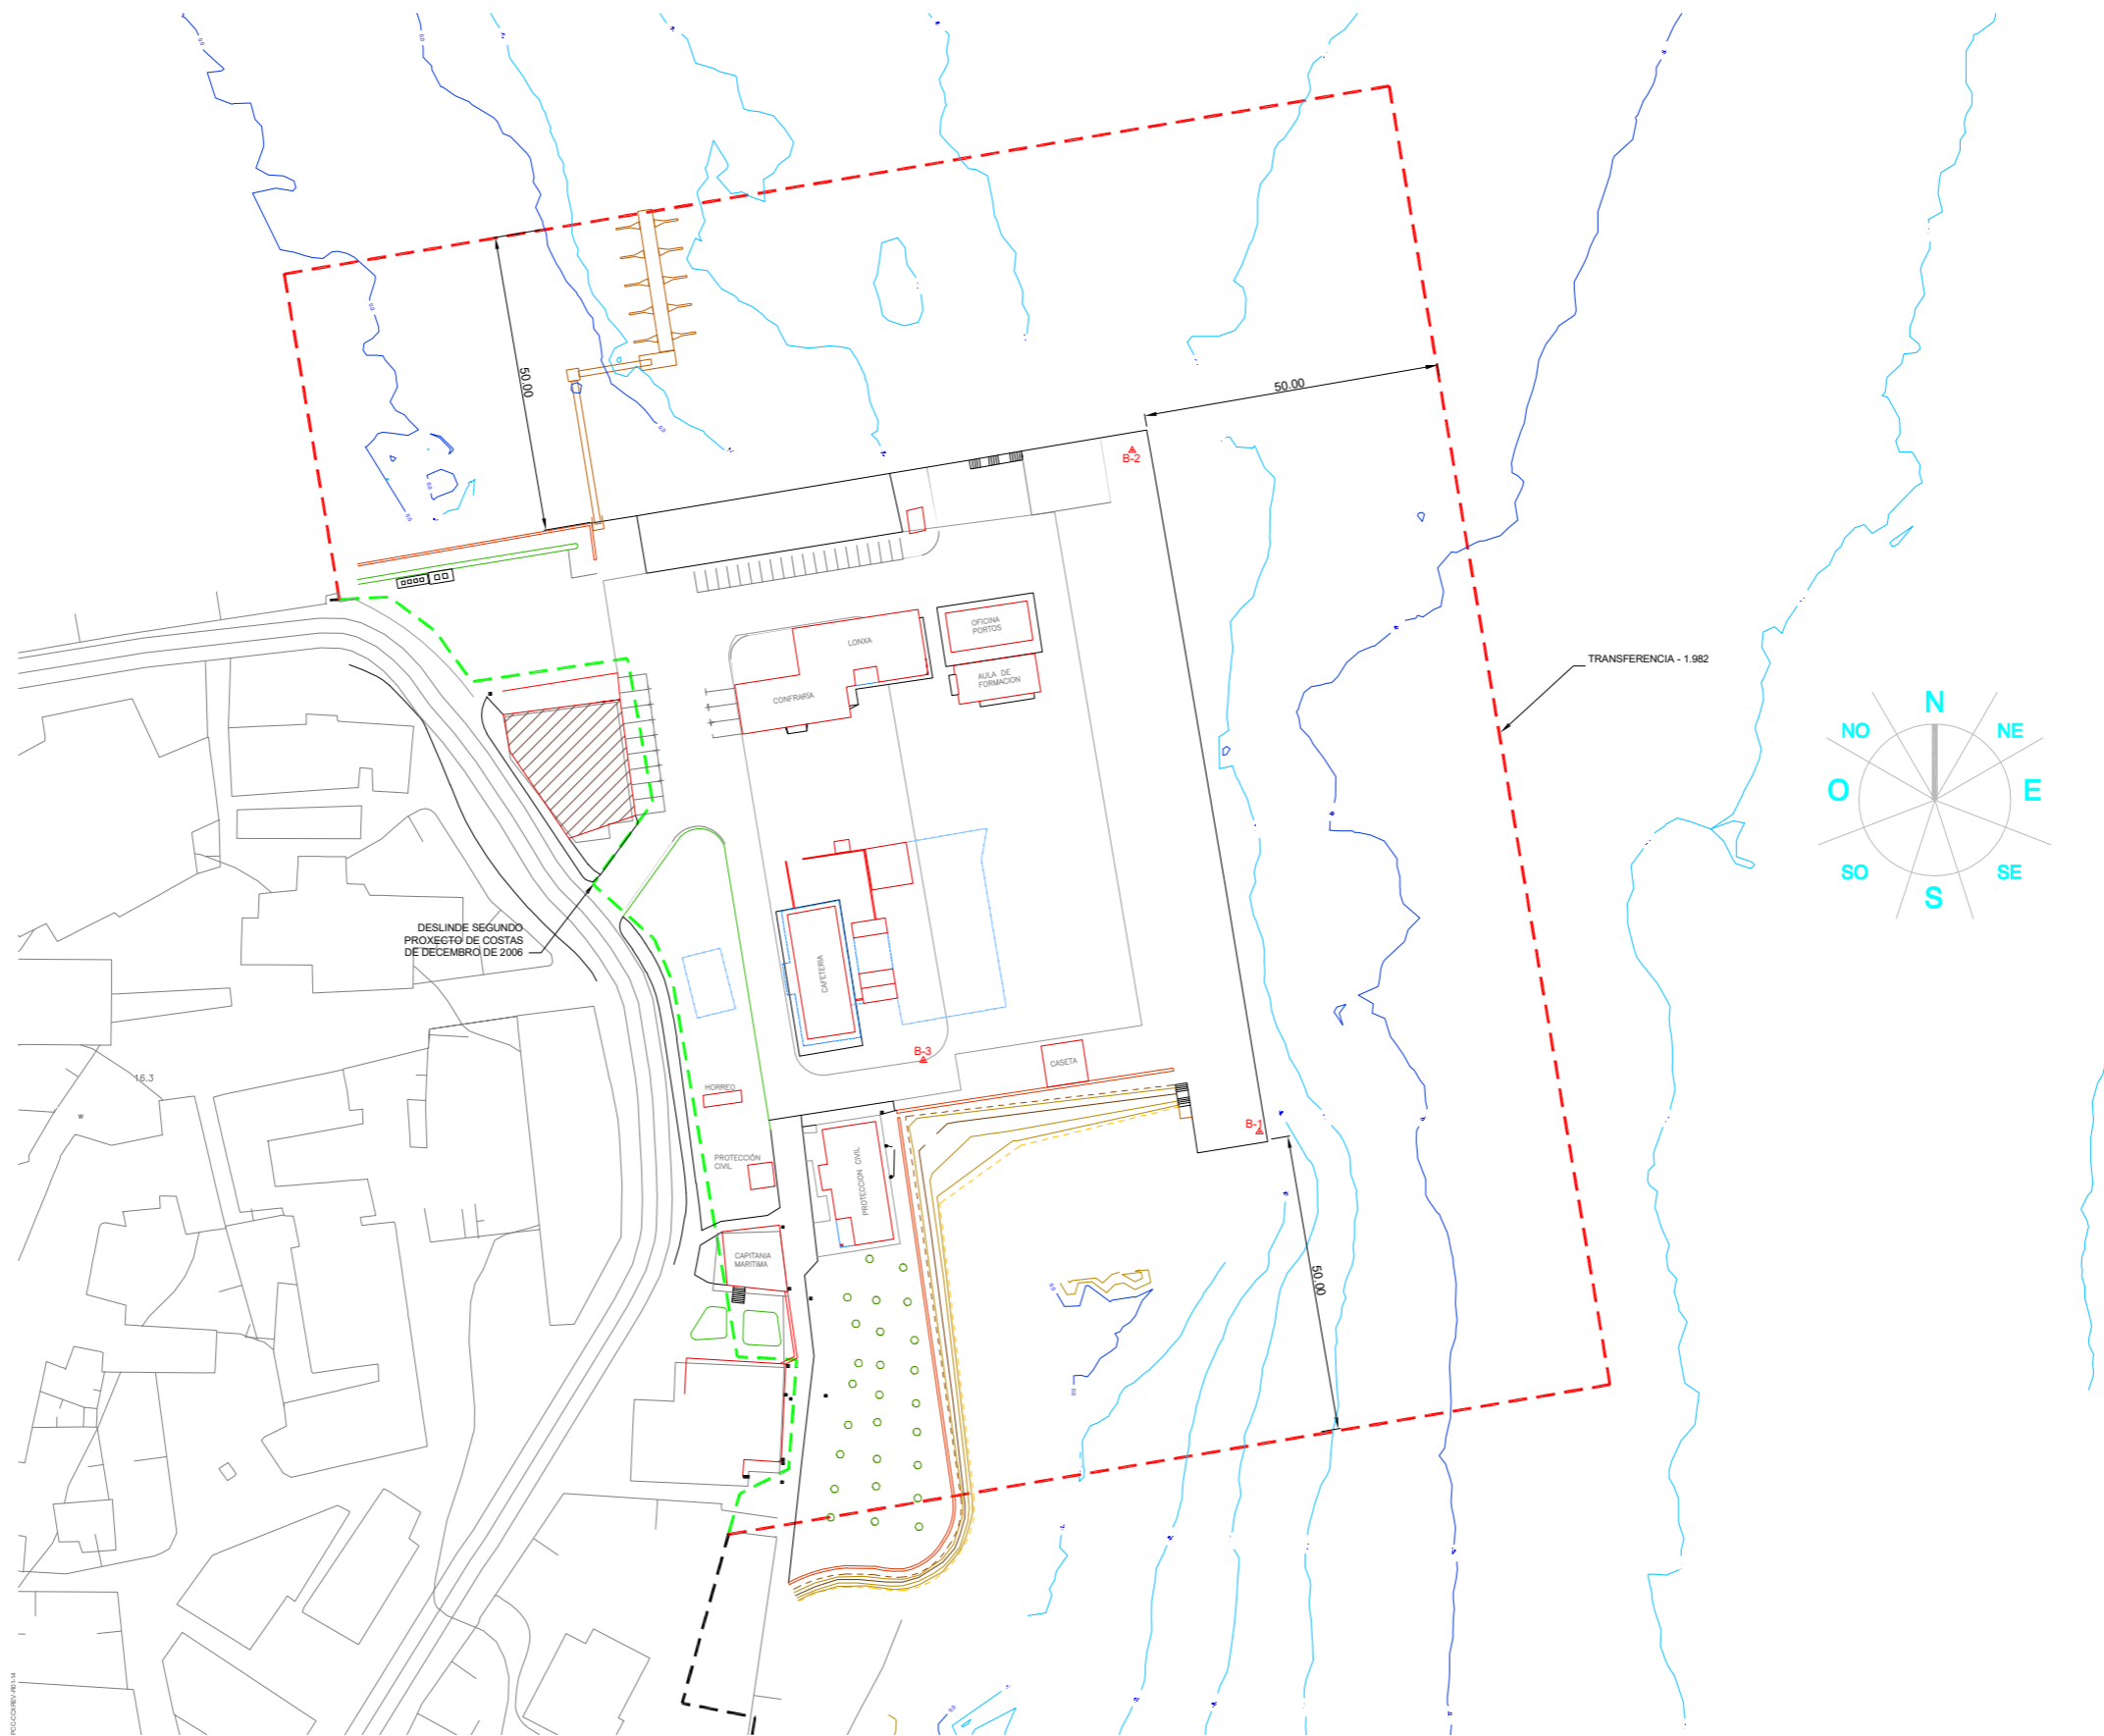 50.00
50.00
B-2
OFICINA
PORTOS
LONXA
AULA DE
FORMACION
CONFRARÍA
TRANSFERENCIA - 1.982
N
NO
NE
O
E
SO
SE
S
DESLINDE SEGUNDO
PROXECTO DE COSTAS
DE DECEMBRO DE 2006
CAFETERIA
B-3
CASETA
16.3
HORREO
B-1
PROTECCIÓN
CIVIL
PROTECCION CIVIL
CAPITANIA
MARITIMA
50.00